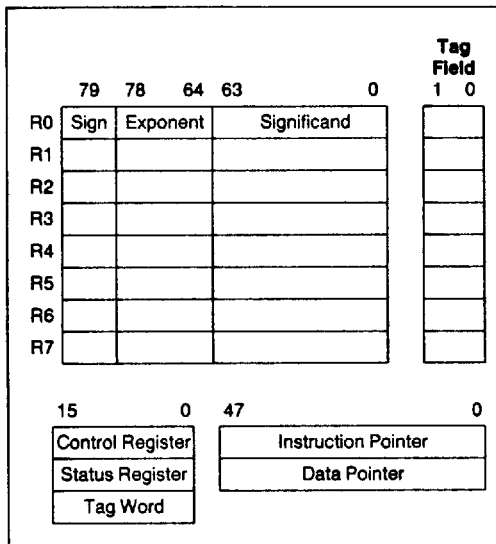 Tag
Field
79 78 64 63 0 1 0
R0 Sign Exponent Significand
R1
R2
R3
R4
R5
R6
R7
15 0 47 0
Control Register Instruction Pointer
Status Register Data Pointer
Tag Word